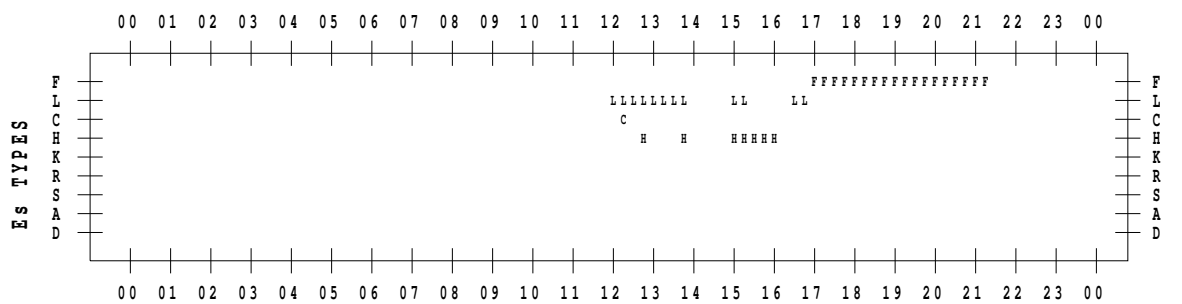 00 01 02 03 04 05 06 07 08 09 10 11 12 13 14 15 16 17 18 19 20 21 22 23 00
F FFFFFFFFFFFFFFFFFF F
L LLLLLLLL LL LL L
C C C
H H H HHHHH H
K K
R R
S S
A A
D D
Es TYPES
00 01 02 03 04 05 06 07 08 09 10 11 12 13 14 15 16 17 18 19 20 21 22 23 00